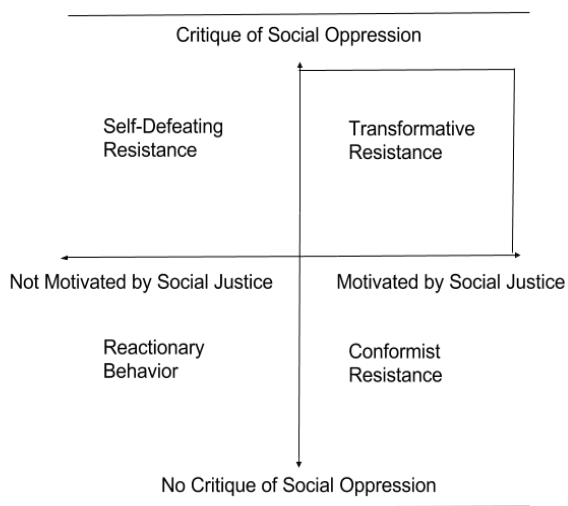 Critique of Social Oppression
Self-Defeating
Resistance
Transformative
Resistance
Not Motivated by Social Justice
Motivated by Social Justice
Reactionary
Behavior
Conformist
Resistance
No Critique of Social Oppression